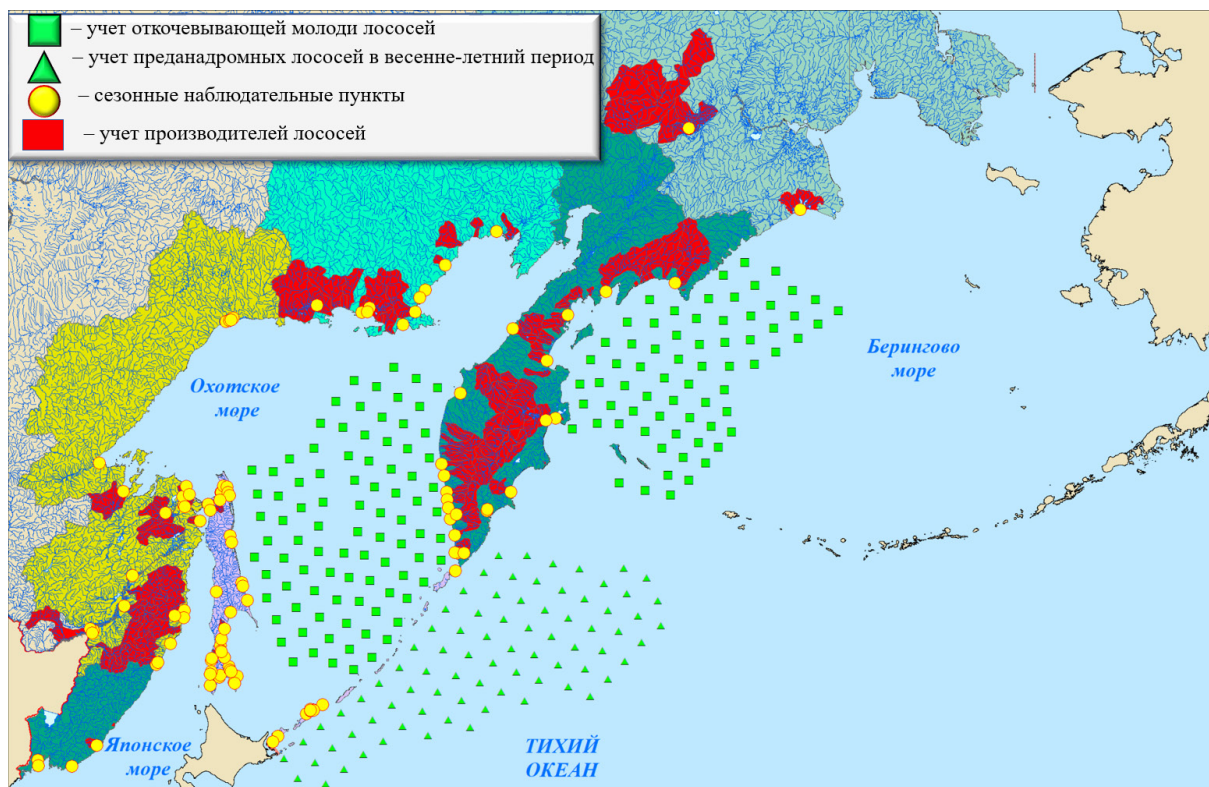 – учет откочевывающей молоди лососей
– учет преданадромных лососей в весенне-летний период
– сезонные наблюдательные пункты
– учет производителей лососей
Берингово
море
Охотское
море
Японское
море
ТИХИЙ
ОКЕАН